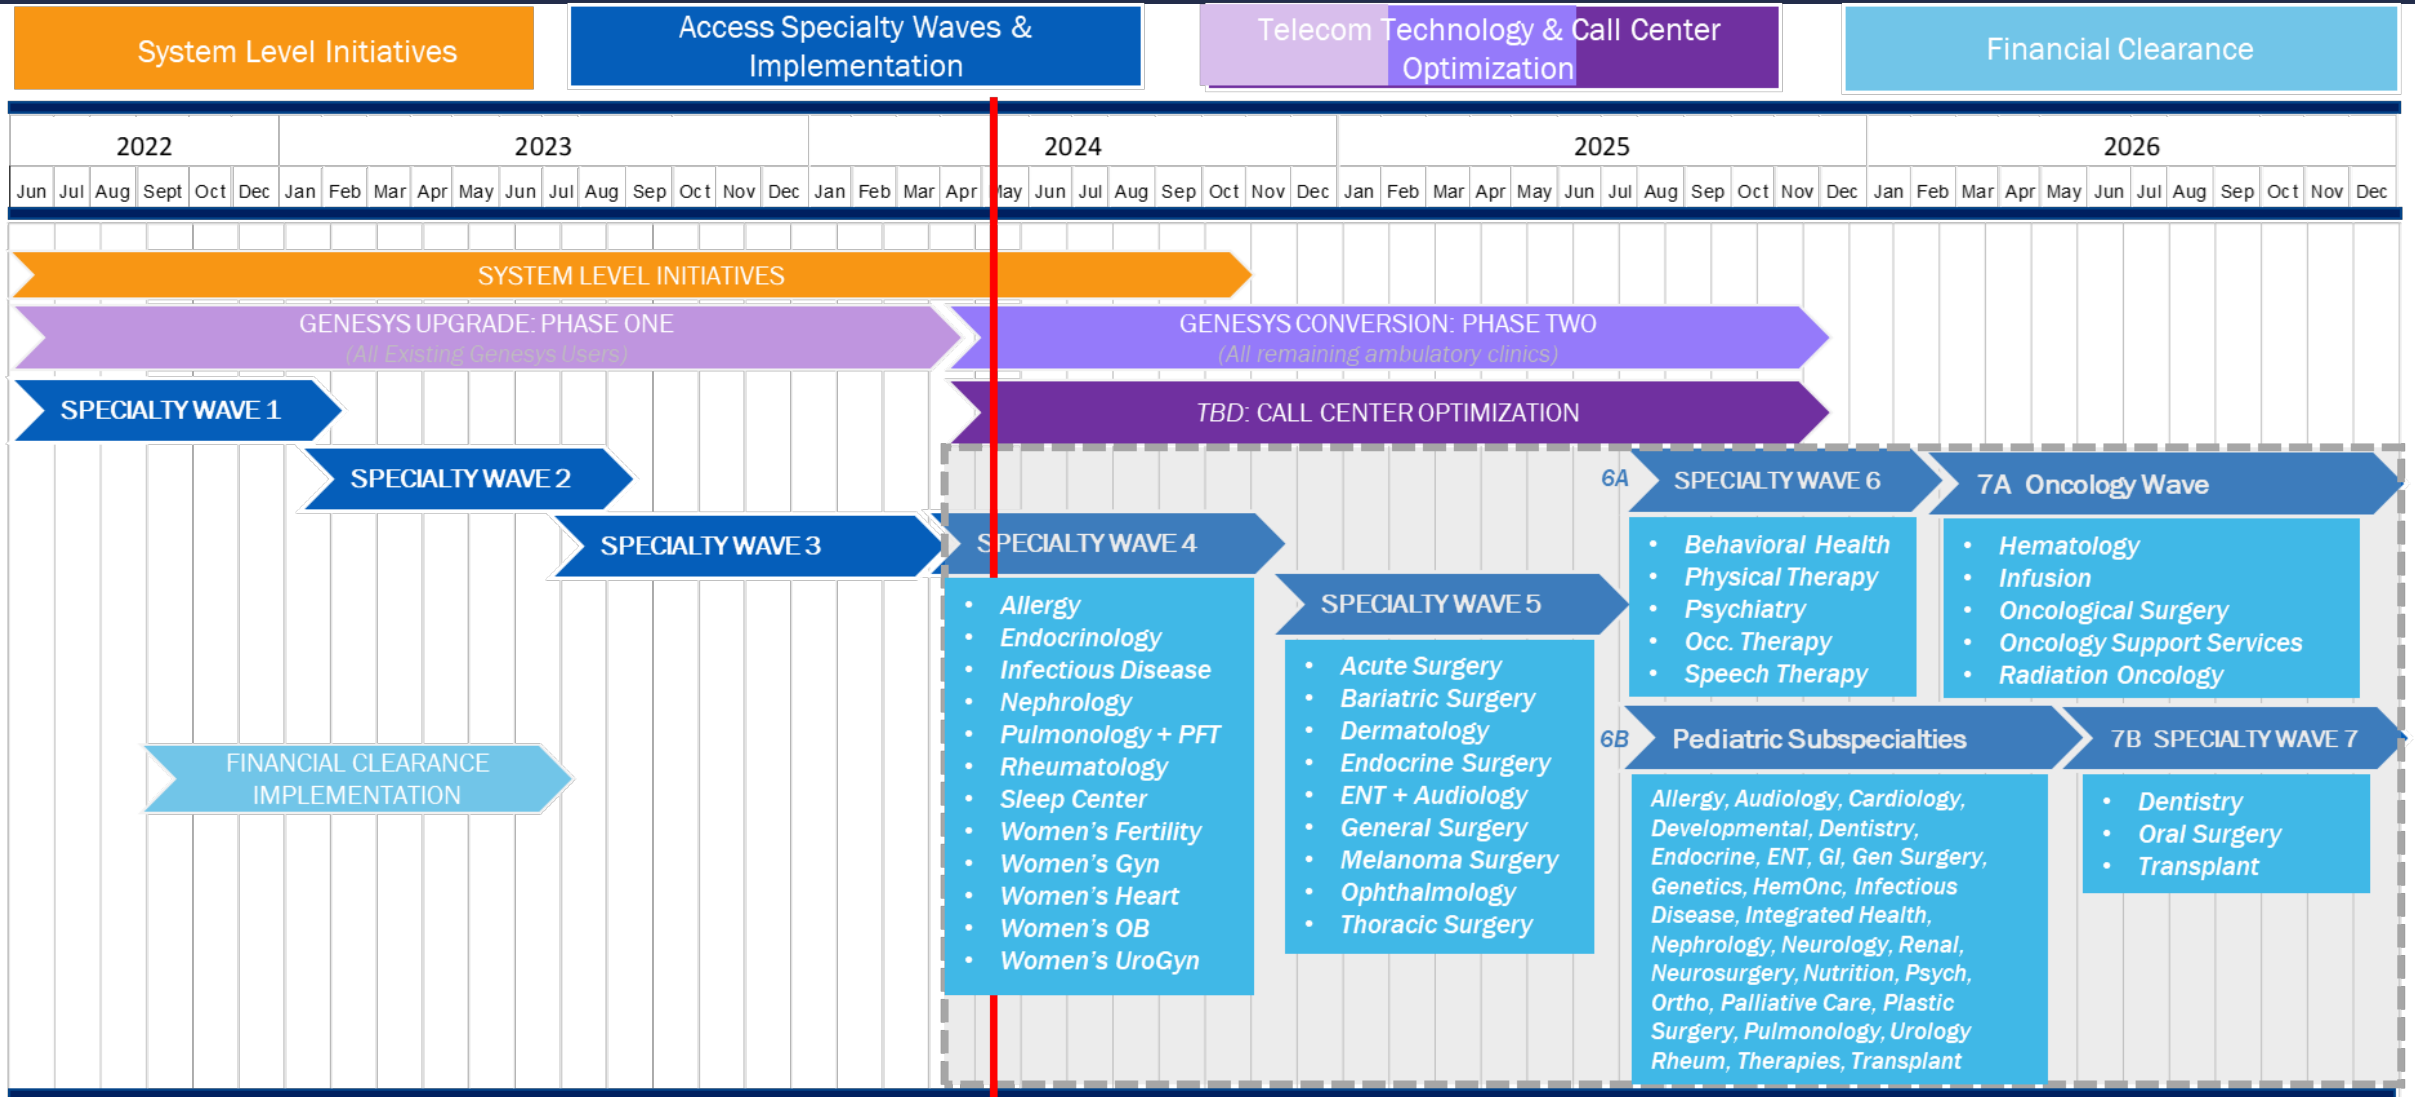 System Level Initiatives
Access Specialty Waves &
Implementation
Telecom Technology & Call Center
Optimization
Financial Clearance
2022 2023 2024 2025 2026
Jun Jul Aug Sept Oct Dec Jan Feb Mar Apr May Jun Jul Aug Sep Oct Nov Dec Jan Feb Mar Apr May Jun Jul Aug Sep Oct Nov Dec Jan Feb Mar Apr May Jun Jul Aug Sep Oct Nov Dec Jan Feb Mar Apr May Jun Jul Aug Sep Oct Nov Dec
SYSTEM LEVEL INITIATIVES
GENESYS UPGRADE: PHASE ONE
(All Existing Genesys Users)
GENESYS CONVERSION: PHASE TWO
(All remaining ambulatory clinics)
SPECIALTY WAVE 1
TBD: CALL CENTER OPTIMIZATION
SPECIALTY WAVE 2
SPECIALTY WAVE 3
SPECIALTY WAVE 4
• Allergy
• Endocrinology
• Infectious Disease
• Nephrology
• Pulmonology + PFT
• Rheumatology
• Sleep Center
• Women's Fertility
• Women's Gyn
• Women's Heart
• Women's OB
• Women's UroGyn
SPECIALTY WAVE 5
• Acute Surgery
• Bariatric Surgery
• Dermatology
• Endocrine Surgery
• ENT + Audiology
• General Surgery
• Melanoma Surgery
• Ophthalmology
• Thoracic Surgery
6A SPECIALTY WAVE 6
• Behavioral Health
• Physical Therapy
• Psychiatry
• Occ. Therapy
• Speech Therapy
7A Oncology Wave
• Hematology
• Infusion
• Oncological Surgery
• Oncology Support Services
• Radiation Oncology
6B Pediatric Subspecialties
Allergy, Audiology, Cardiology,
Developmental, Dentistry,
Endocrine, ENT, GI, Gen Surgery,
Genetics, HemOnc, Infectious
Disease, Integrated Health,
Nephrology, Neurology, Renal,
Neurosurgery, Nutrition, Psych,
Ortho, Palliative Care, Plastic
Surgery, Pulmonology, Urology
Rheum, Therapies, Transplant
7B SPECIALTY WAVE 7
• Dentistry
• Oral Surgery
• Transplant
FINANCIAL CLEARANCE
IMPLEMENTATION